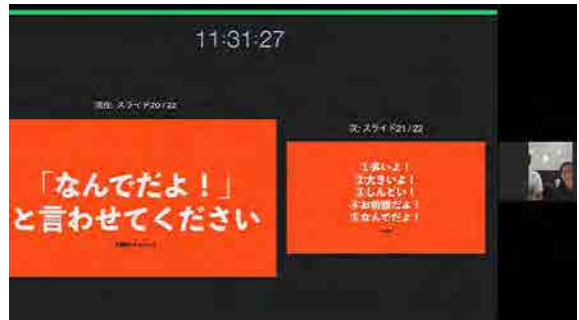 11:31:27
現在: スライド20 / 22
「なんでだよ！」
と言わせてください
次: スライド21 / 22
①多いよ！
②大きいよ！
③しんどい！
④お前誰だよ！
⑤なんでだよ！